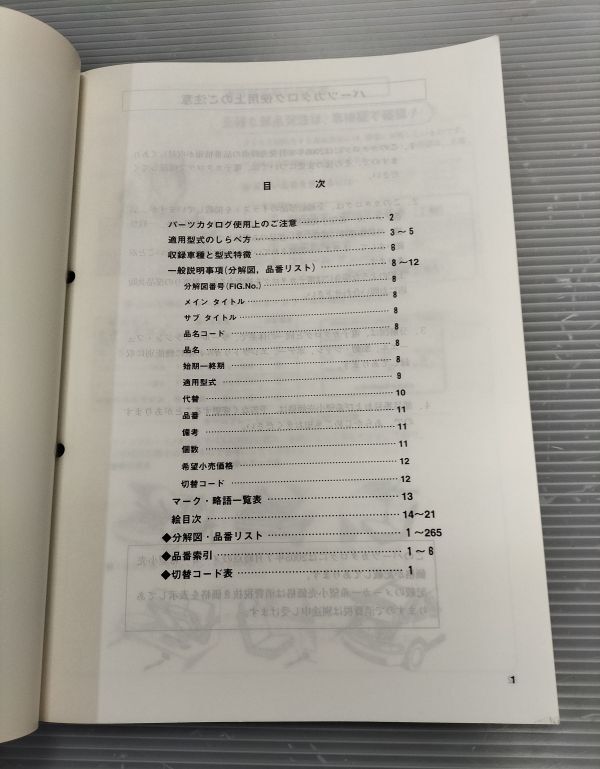 目次
パーツカタログ使用上のご注意 2
適用型式のしらべ方 3～5
収録車種と型式特徴 6
一般説明事項(分解図，品番リスト) 8～12
分解図番号(FIG.No.) 8
メイン タイトル 8
サブ タイトル 8
品名コード 8
品名 8
始期ー終期 8
適用型式 9
代替 10
品番 11
備考 11
個数 11
希望小売価格 12
切替コード 12
マーク・略語一覧表 13
絵目次 14～21
◆分解図・品番リスト 1～265
◆品番索引 1～6
◆切替コード表 1
1